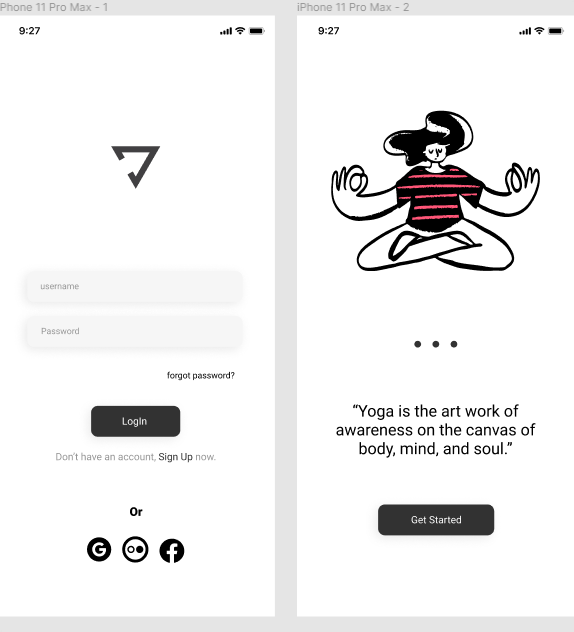 iPhone 11 Pro Max - 1
9:27
username
Password
forgot password?
LogIn
Don't have an account, Sign Up now.
Or
iPhone 11 Pro Max - 2
9:27
“Yoga is the art work of
awareness on the canvas of
body, mind, and soul.”
Get Started